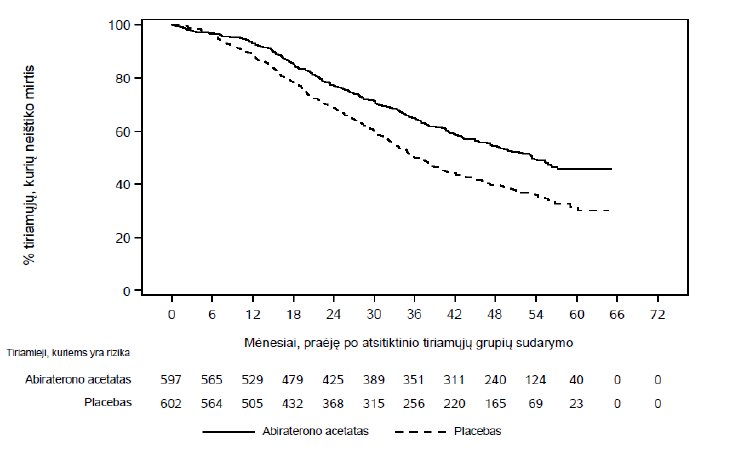 % tiriamųjų, kurių neištiko mirtis
100
80
60
40
20
0
0 6 12 18 24 30 36 42 48 54 60 66 72
Mėnesiai, praėję po atsitiktinio tiriamųjų grupių sudarymo
Tiriamieji, kuriems yra rizika
Abiraterono acetatas 597 565 529 479 425 389 351 311 240 124 40 0 0
Placebas 602 564 505 432 368 315 256 220 165 69 23 0 0
Abiraterono acetatas Placebas